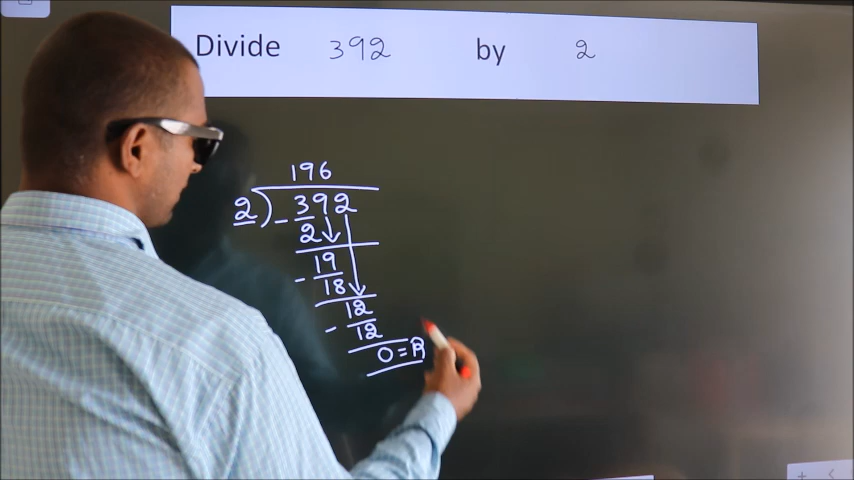 Divide 392 by 2
196
2 ) - 392
2
19
- 18
12
- 12
0 = R